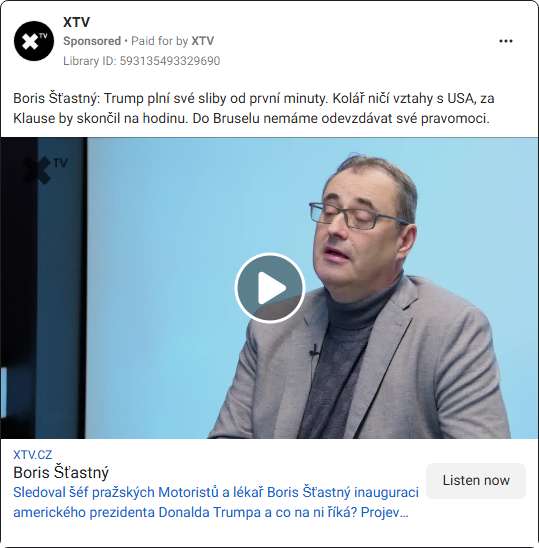 XTV
Sponsored • Paid for by XTV
Library ID: 593135493329690
Boris Šťastný: Trump plní své sliby od první minuty. Kolář ničí vztahy s USA, za
Klause by skončil na hodinu. Do Bruselu nemáme odevzdávat své pravomoci.
XTV
XTV.CZ
Boris Šťastný
Listen now
Sledoval šéf pražských Motoristů a lékař Boris Šťastný inauguraci
amerického prezidenta Donalda Trumpa a co na ni říká? Projev…